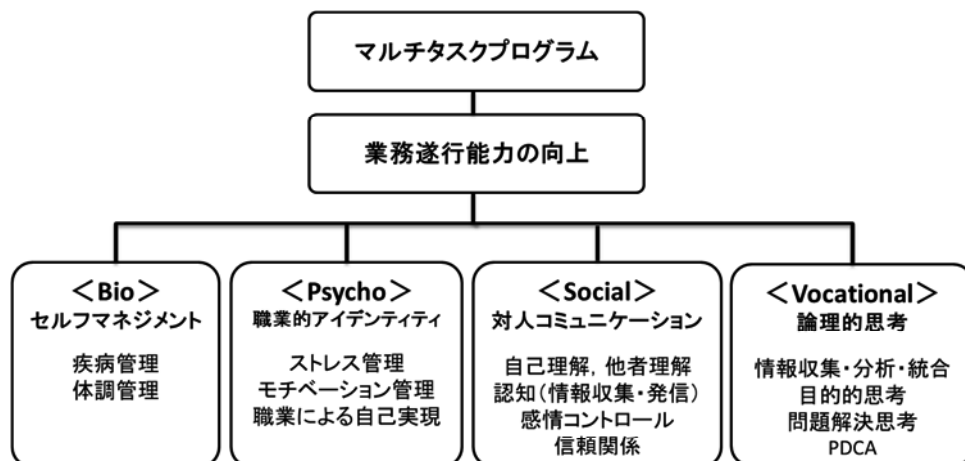 マルチタスクプログラム
業務遂行能力の向上
＜Bio＞
セルフマネジメント
疾病管理
体調管理
＜Psycho＞
職業的アイデンティティ
ストレス管理
モチベーション管理
職業による自己実現
＜Social＞
対人コミュニケーション
自己理解，他者理解
認知（情報収集・発信）
感情コントロール
信頼関係
＜Vocational＞
論理的思考
情報収集・分析・統合
目的的思考
問題解決思考
PDCA